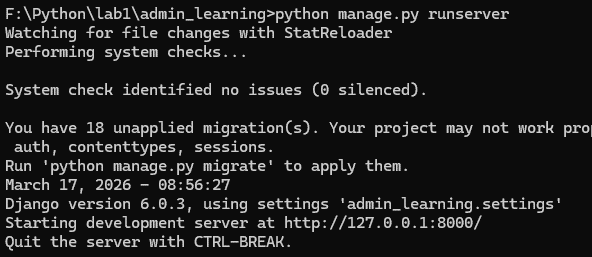 F:\Python\lab1\admin_learning>python manage.py runserver
Watching for file changes with StatReloader
Performing system checks...
System check identified no issues (0 silenced).
You have 18 unapplied migration(s). Your project may not work pro
auth, contenttypes, sessions.
Run 'python manage.py migrate' to apply them.
March 17, 2026 - 08:56:27
Django version 6.0.3, using settings 'admin_learning.settings'
Starting development server at http://127.0.0.1:8000/
Quit the server with CTRL-BREAK.